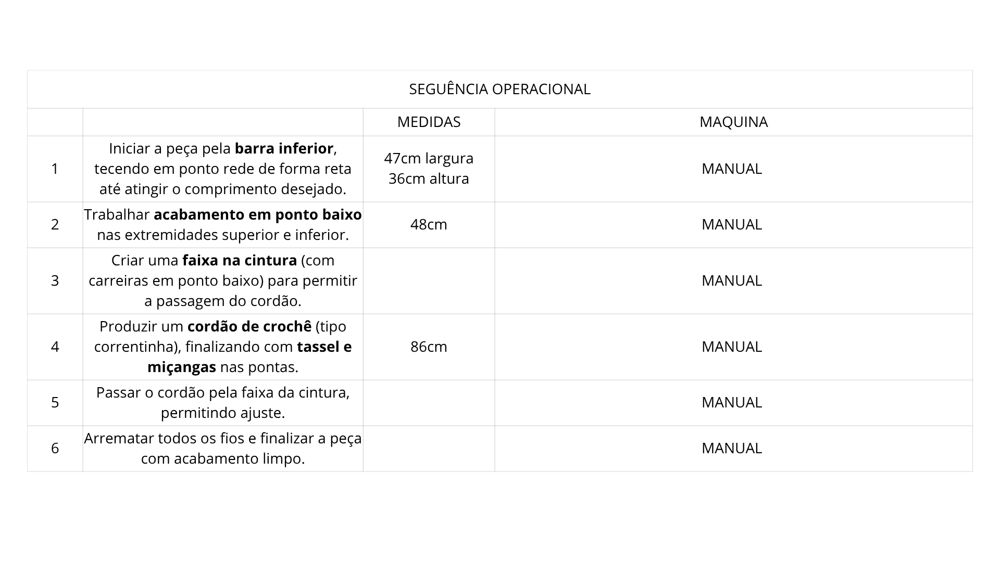 SEGUÊNCIA OPERACIONAL
MEDIDAS
MAQUINA
1
Iniciar a peça pela barra inferior,
tecendo em ponto rede de forma reta
até atingir o comprimento desejado.
47cm largura
36cm altura
MANUAL
2
Trabalhar acabamento em ponto baixo
nas extremidades superior e inferior.
48cm
MANUAL
3
Criar uma faixa na cintura (com
carreiras em ponto baixo) para permitir
a passagem do cordão.
MANUAL
4
Produzir um cordão de crochê (tipo
correntinha), finalizando com tassel e
miçangas nas pontas.
86cm
MANUAL
5
Passar o cordão pela faixa da cintura,
permitindo ajuste.
MANUAL
6
Arrematar todos os fios e finalizar a peça
com acabamento limpo.
MANUAL